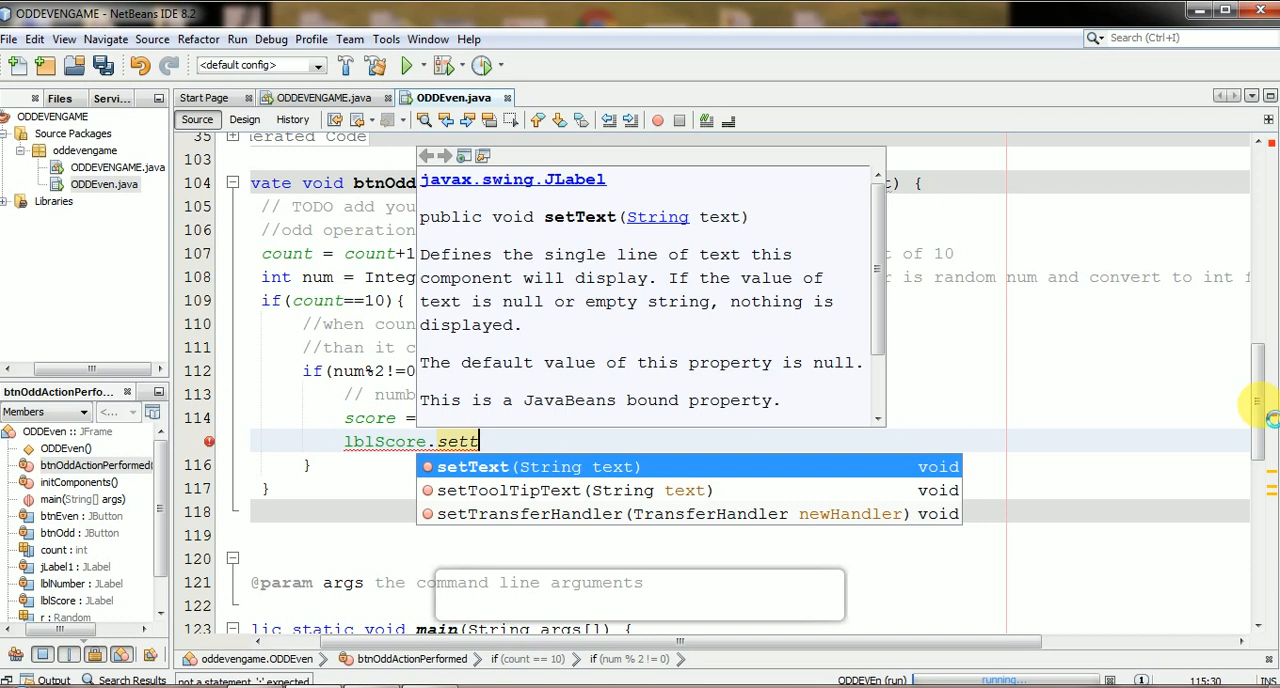 ODDEVENGAME - NetBeans IDE 8.2
File Edit View Navigate Source Refactor Run Debug Profile Team Tools Window Help
Search (Ctrl+I)
<default config>
Files Servi...
Start Page ODDEVENGAME.java ODDEven.java
Source Design History
ODDEVENGAME
Source Packages
oddevengame
ODDEVENGAME.java
ODDEven.java
Libraries
35 erated Code
103
104 vate void btnOdd t) {
105 // TODO add you
106 //odd operation
107 count = count+1 t of 10
108 int num = Integ r is random num and convert to int f
109 if(count==10){
110 //when coun
111 //than it c
112 if(num%2!=0
113 // numb
114 score =
lblScore.sett
116 }
117 }
118
120
121 @param args the command line arguments
122
123 lic static void main(String args[]) {
javax.swing.JLabel
public void setText(String text)
Defines the single line of text this
component will display. If the value of
text is null or empty string, nothing is
displayed.
The default value of this property is null.
This is a JavaBeans bound property.
setText(String text) void
setToolTipText(String text) void
setTransferHandler(TransferHandler newHandler) void
btnOddActionPerfo...
Members <...
ODDEven :: JFrame
ODDEven()
btnOddActionPerformed(
initComponents()
main(String[] args)
btnEven : JButton
btnOdd : JButton
count : int
jLabel1 : JLabel
lblNumber : JLabel
lblScore : JLabel
r : Random
oddevengame.ODDEven btnOddActionPerformed if (count == 10) if (num % 2 != 0)
Output Search Results not a statement, ';' expected ODDEVEn (run) running... 1 115:30 INS